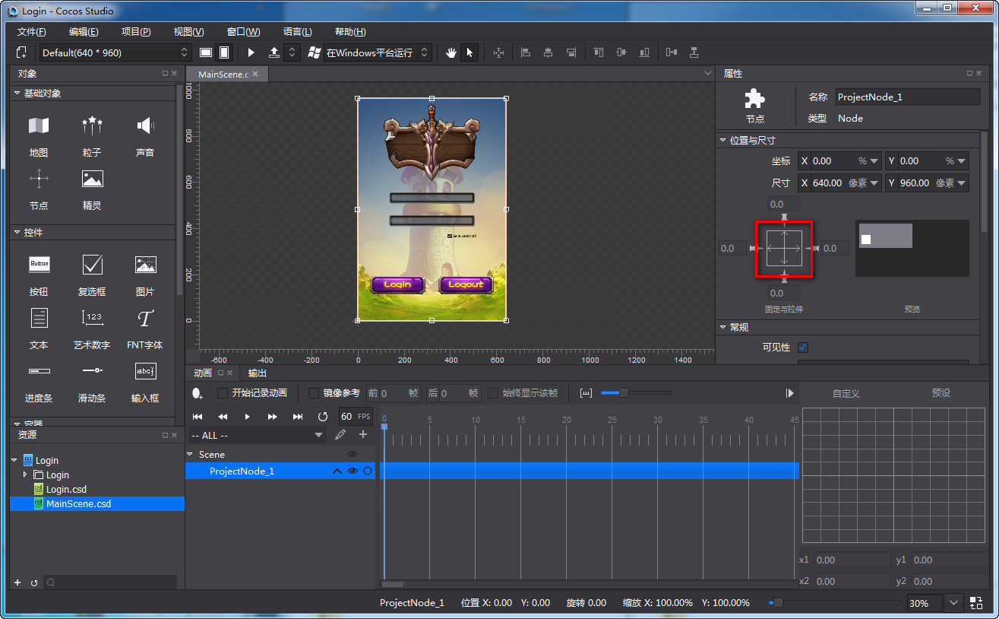 Login - Cocos Studio
文件(F) 编辑(E) 项目(P) 视图(V) 窗口(W) 语言(L) 帮助(H)
Default(640 * 960) 在Windows平台运行
对象
基础对象
地图 粒子 声音
节点 精灵
控件
Button
按钮 复选框 图片
123 T
文本 艺术数字 FNT字体
abc
进度条 滑动条 输入框
容器
资源
Login
Login
Login.csd
MainScene.csd
MainScene.c
1000
800
600
400
200
0
Login Logout
-600 -400 -200 0 200 400 600 800 1000 1200 1400
属性
节点
名称 ProjectNode_1
类型 Node
位置与尺寸
坐标 X 0.00 % Y 0.00 %
尺寸 X 640.00 像素 Y 960.00 像素
0.0
0.0 0.0
0.0
固定与拉伸 预览
常规
可见性
动画 输出
开始记录动画 镜像参考 前 0 帧 后 0 帧 始终显示该帧
自定义 预设
60 FPS
0 5 10 15 20 25 30 35 40 45
-- ALL --
Scene
ProjectNode_1
x1 0.00 y1 0.00
x2 0.00 y2 0.00
ProjectNode_1 位置 X: 0.00 Y: 0.00 旋转 0.00 缩放 X: 100.00% Y: 100.00% 30%